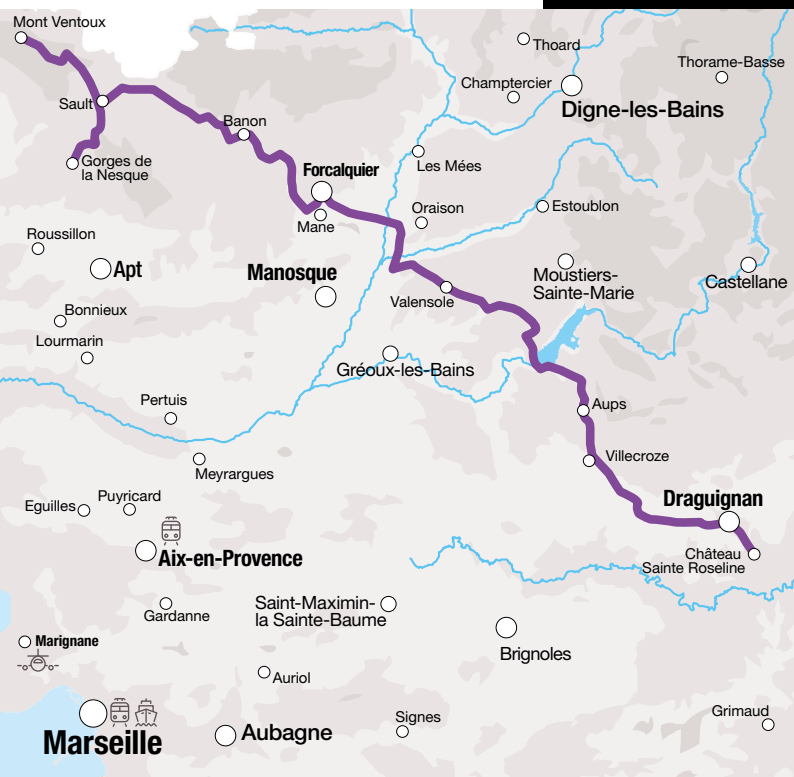 Mont Ventoux
Thoard
Thorame-Basse
Champtercier
Digne-les-Bains
Sault
Banon
Gorges de
la Nesque
Forcalquier
Les Mées
Mane
Oraison
Estoublon
Roussillon
Apt
Manosque
Valensole
Moustiers-
Sainte-Marie
Castellane
Bonnieux
Lourmarin
Gréoux-les-Bains
Pertuis
Aups
Meyrargues
Villecroze
Eguilles
Puyricard
Draguignan
Aix-en-Provence
Château
Sainte Roseline
Gardanne
Saint-Maximin-
la Sainte-Baume
Marignane
Brignoles
Auriol
Marseille
Aubagne
Signes
Grimaud